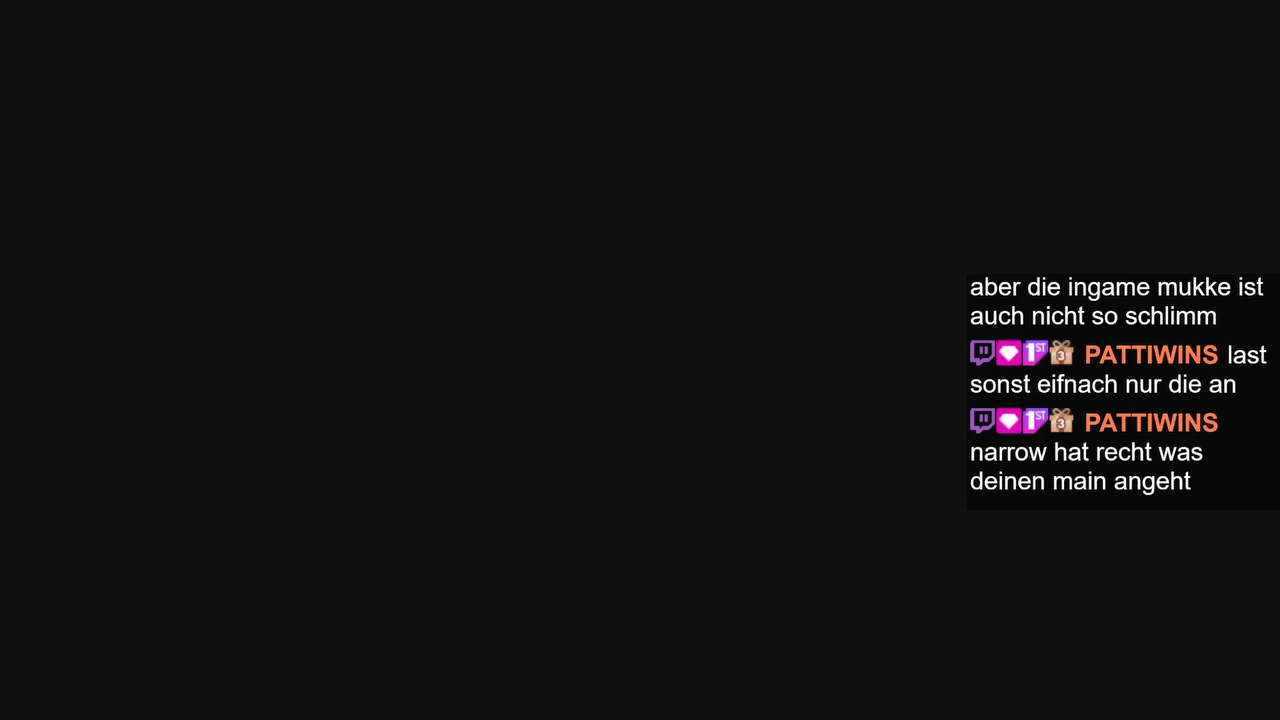 aber die ingame mukke ist
auch nicht so schlimm
PATTIWINS last
sonst eifnach nur die an
PATTIWINS
narrow hat recht was
deinen main angeht